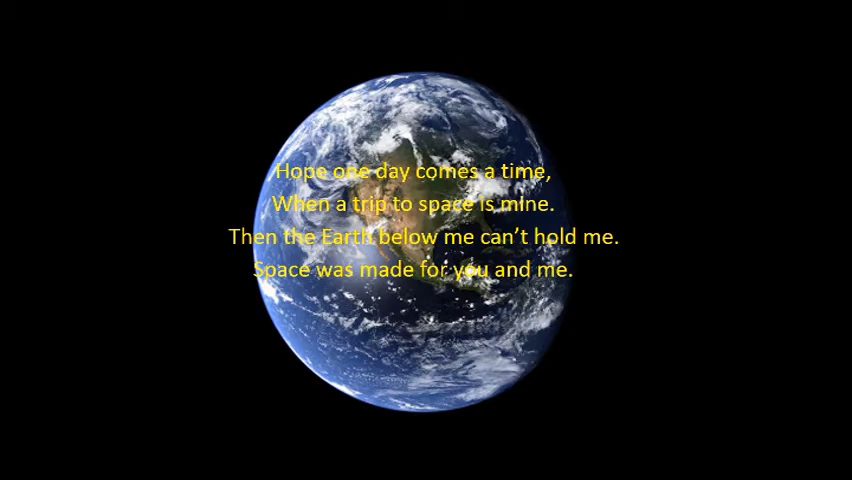 Hope one day comes a time,
When a trip to space is mine.
Then the Earth below me can’t hold me.
Space was made for you and me.